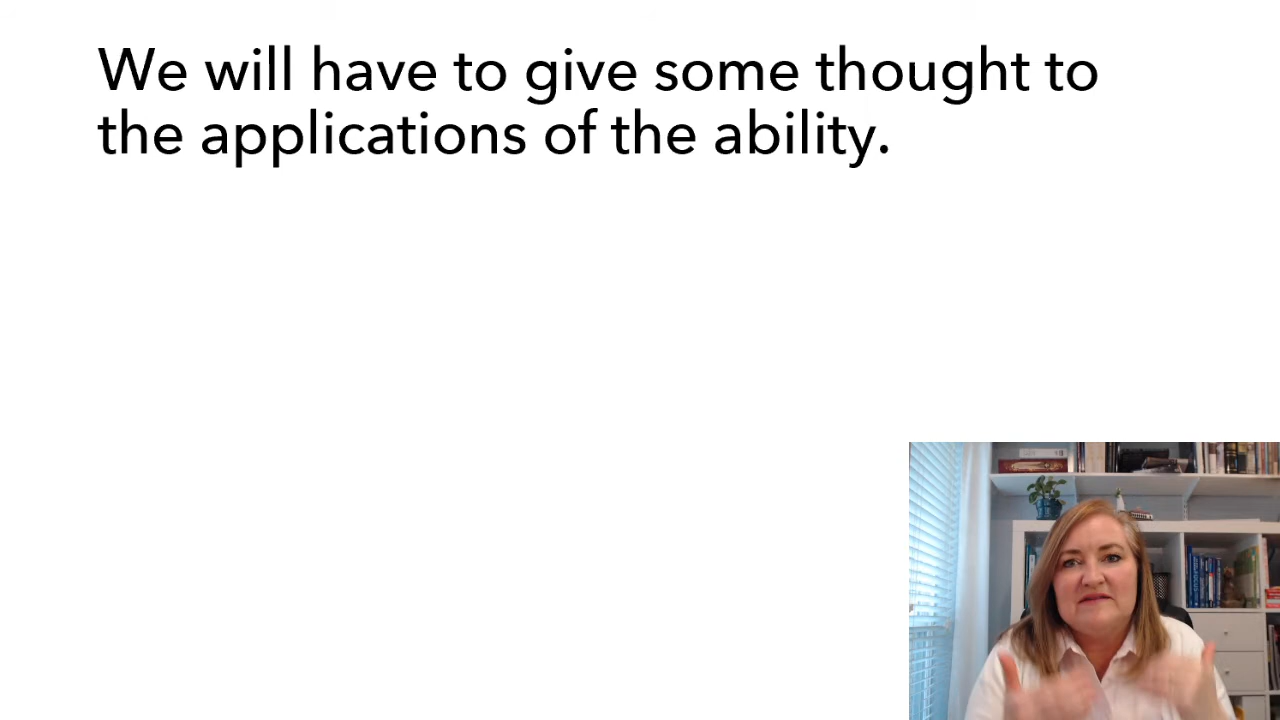 We will have to give some thought to
the applications of the ability.